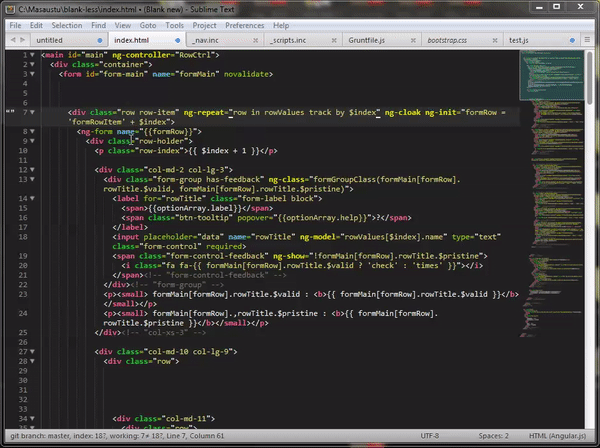 C:\Masaustu\blank-less\index.html • (Blank new) - Sublime Text
File Edit Selection Find View Goto Tools Project Preferences Help
untitled index.html _nav.inc _scripts.inc Gruntfile.js bootstrap.css test.js
1 <main id="main" ng-controller="RowCtrl">
2 <div class="container">
3 <form id="form-main" name="formMain" novalidate>
4
5
6
7 <div class="row row-item" ng-repeat="row in rowValues track by $index" ng-cloak ng-init="formRow =
'formRowItem' + $index">
8 <ng-form name="{{formRow}}">
9 <div class="row-holder">
10 <p class="row-index">{{ $index + 1 }}</p>
11
12 <div class="col-md-2 col-lg-3">
13 <div class="form-group has-feedback" ng-class="formGroupClass(formMain[formRow].
rowTitle.$valid, formMain[formRow].rowTitle.$pristine)">
14 <label for="rowTitle" class="form-label block">
15 <span>{{optionArray.label}}</span>
16 <span class="btn-tooltip" popover="{{optionArray.help}}">?</span>
17 </label>
18 <input placeholder="data" name="rowTitle" ng-model="rowValues[$index].name" type="text"
class="form-control" required>
19 <span class="form-control-feedback" ng-show="!formMain[formRow].rowTitle.$pristine">
20 <i class="fa fa-{{ formMain[formRow].rowTitle.$valid ? 'check' : 'times' }}"></i>
21 </span><!-- "form-control-feedback" -->
22 </div><!-- "form-group" -->
23 <p><small> formMain[formRow].rowTitle.$valid : <b>{{ formMain[formRow].rowTitle.$valid }}</b
></small></p>
24 <p><small> formMain[formRow].,rowTitle.$pristine : <b>{{ formMain[formRow].
rowTitle.$pristine }}</b></small></p>
25 </div><!-- "col-xs-3" -->
26
27 <div class="col-md-10 col-lg-9">
28 <div class="row">
34 <div class="col-md-11">
35 <div class="row">
git branch: master, index: 18?, working: 7≠ 18?, Line 7, Column 61 UTF-8 Spaces: 2 HTML (Angular.js)